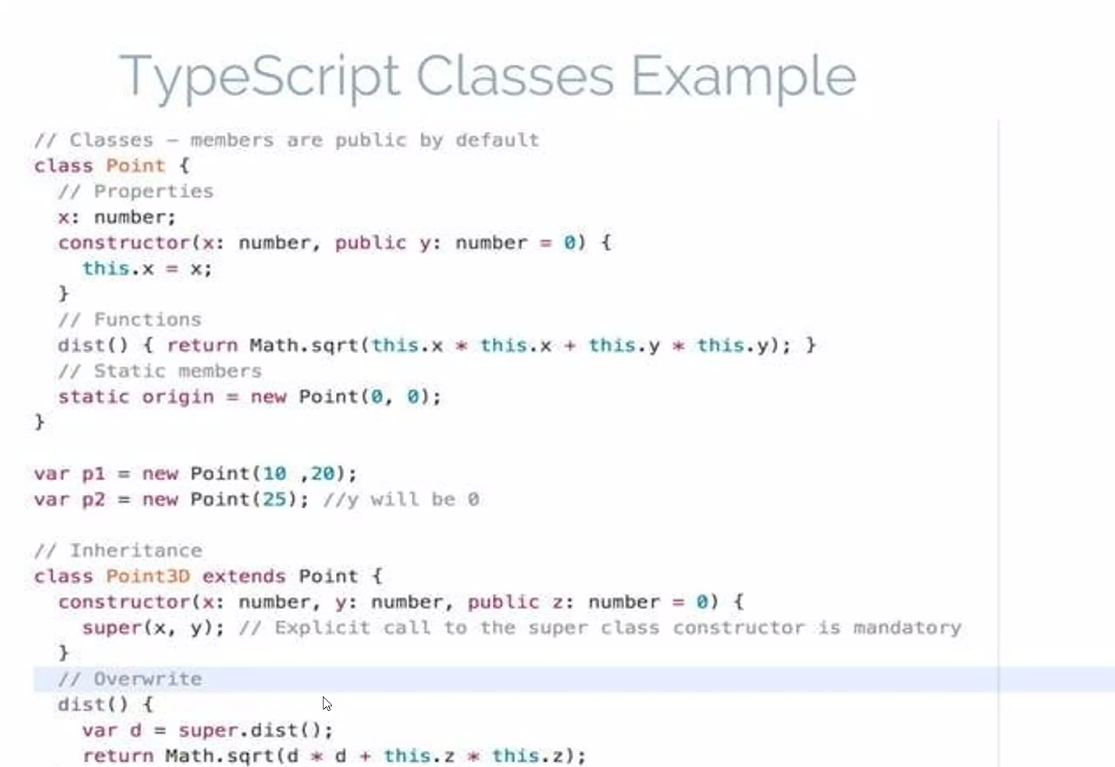 TypeScript Classes Example
// Classes – members are public by default
class Point {
  // Properties
  x: number;
  constructor(x: number, public y: number = 0) {
    this.x = x;
  }
  // Functions
  dist() { return Math.sqrt(this.x * this.x + this.y * this.y); }
  // Static members
  static origin = new Point(0, 0);
}
var p1 = new Point(10 ,20);
var p2 = new Point(25); //y will be 0
// Inheritance
class Point3D extends Point {
  constructor(x: number, y: number, public z: number = 0) {
    super(x, y); // Explicit call to the super class constructor is mandatory
  }
  // Overwrite
  dist() {
    var d = super.dist();
    return Math.sqrt(d * d + this.z * this.z);